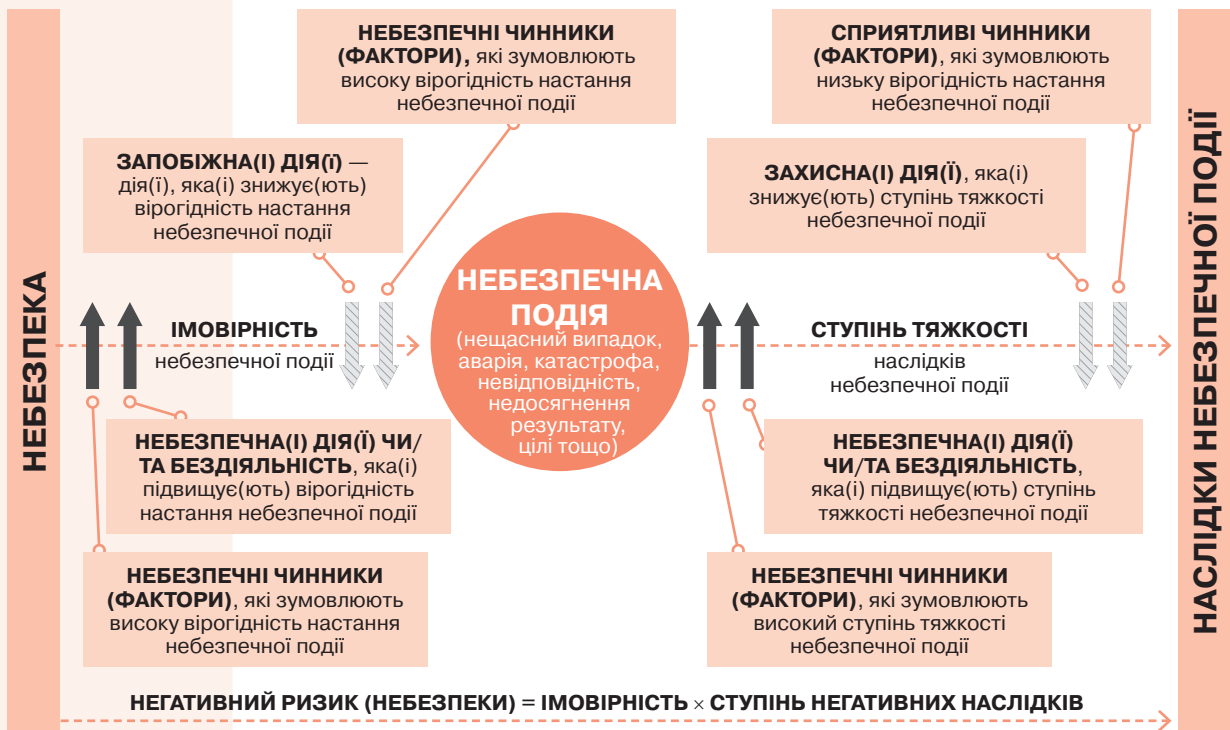 НЕБЕЗПЕКА
НЕБЕЗПЕЧНІ ЧИННИКИ
(ФАКТОРИ), які зумовлюють
високу вірогідність настання
небезпечної події
СПРИЯТЛИВІ ЧИННИКИ
(ФАКТОРИ), які зумовлюють
низьку вірогідність настання
небезпечної події
ЗАПОБІЖНА(І) ДІЯ(ї) —
дія(ї), яка(і) знижує(ють)
вірогідність настання
небезпечної події
ЗАХИСНА(І) ДІЯ(Ї), яка(і)
знижує(ють) ступінь тяжкості
небезпечної події
ІМОВІРНІСТЬ
небезпечної події
НЕБЕЗПЕЧНА
ПОДІЯ
(нещасний випадок,
аварія, катастрофа,
невідповідність,
недосягнення
результату,
цілі тощо)
СТУПІНЬ ТЯЖКОСТІ
наслідків
небезпечної події
НЕБЕЗПЕЧНА(І) ДІЯ(Ї) ЧИ/
ТА БЕЗДІЯЛЬНІСТЬ, яка(і)
підвищує(ють) вірогідність
настання небезпечної події
НЕБЕЗПЕЧНА(І) ДІЯ(Ї)
ЧИ/ТА БЕЗДІЯЛЬНІСТЬ,
яка(і) підвищує(ють) ступінь
тяжкості небезпечної події
НЕБЕЗПЕЧНІ ЧИННИКИ
(ФАКТОРИ), які зумовлюють
високу вірогідність настання
небезпечної події
НЕБЕЗПЕЧНІ ЧИННИКИ
(ФАКТОРИ), які зумовлюють
високий ступінь тяжкості
небезпечної події
НЕГАТИВНИЙ РИЗИК (НЕБЕЗПЕКИ) = ІМОВІРНІСТЬ × СТУПІНЬ НЕГАТИВНИХ НАСЛІДКІВ
НАСЛІДКИ НЕБЕЗПЕЧНОЇ ПОДІЇ